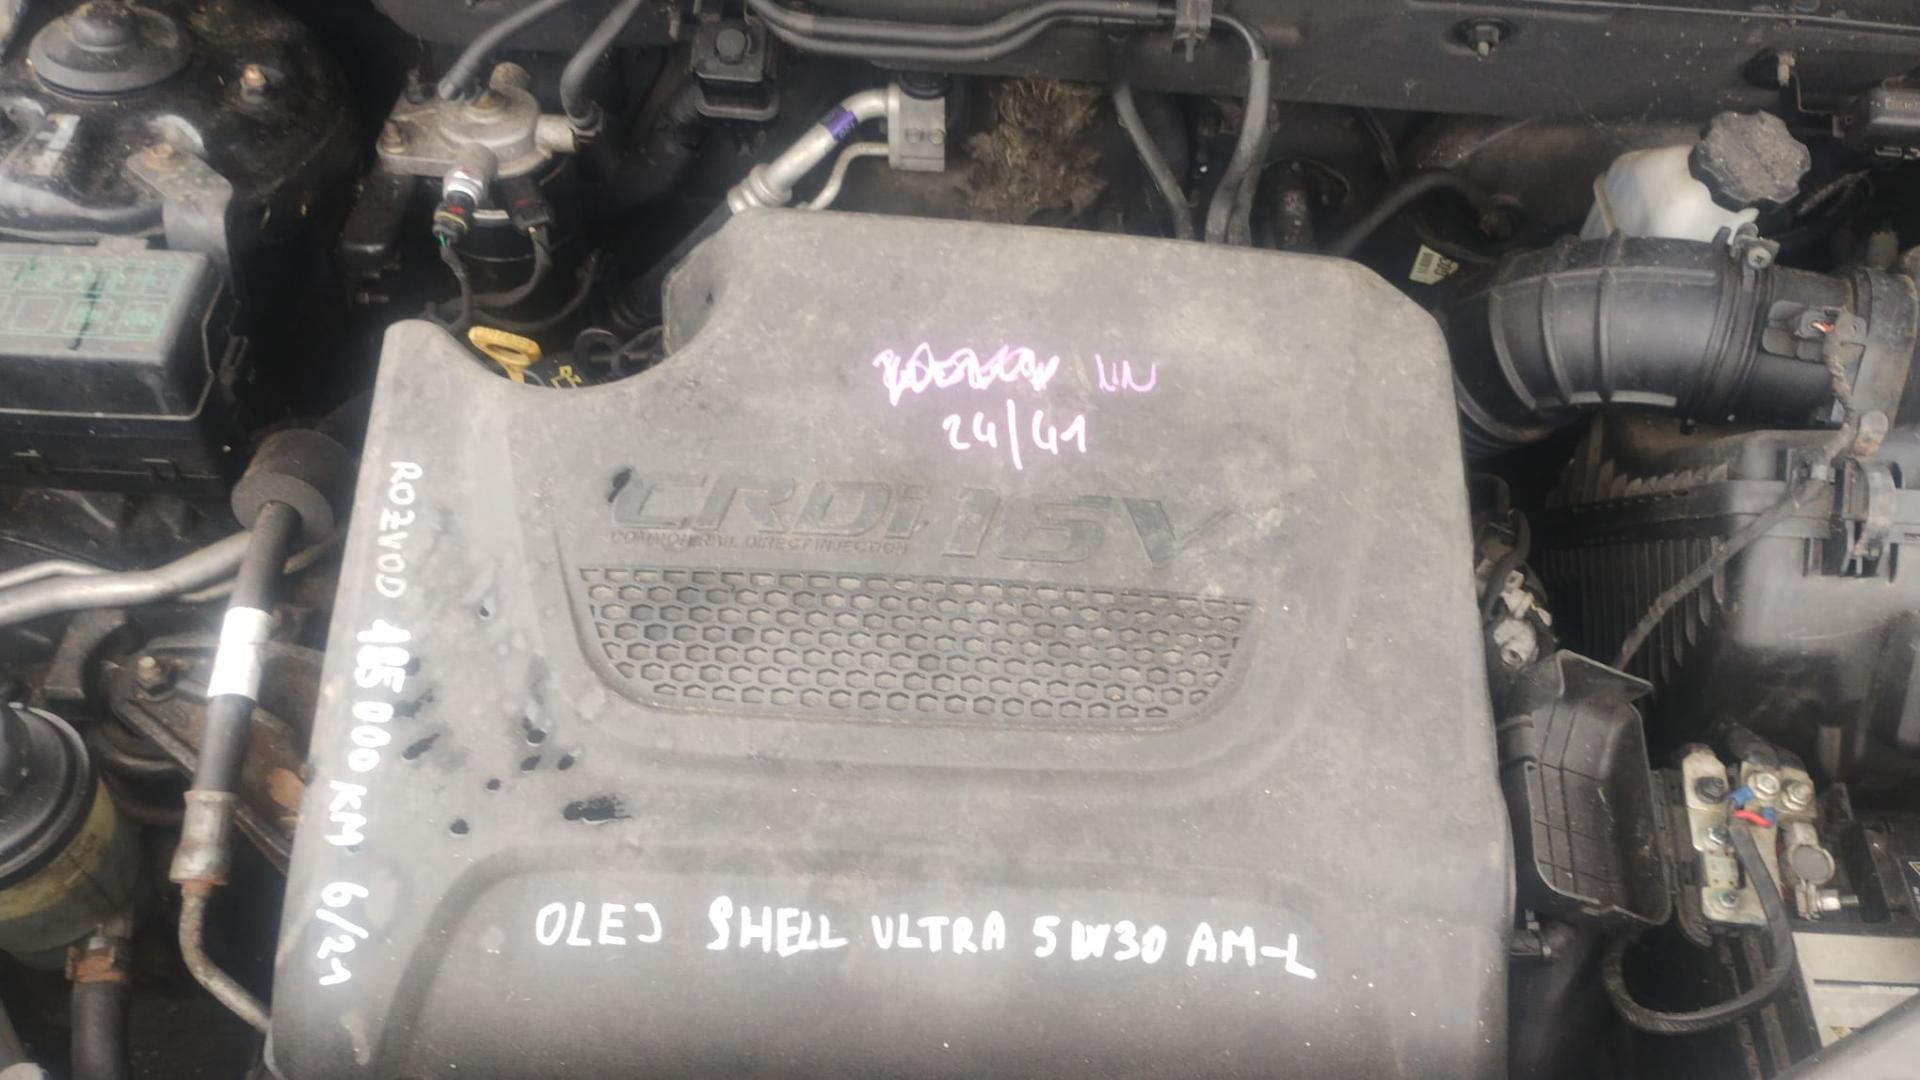 24/41
CRDi 16V
COMMON RAIL DIRECT INJECTION
ROZVOD 185 000 KM 6/21
OLEJ SHELL ULTRA 5W30 AM-L